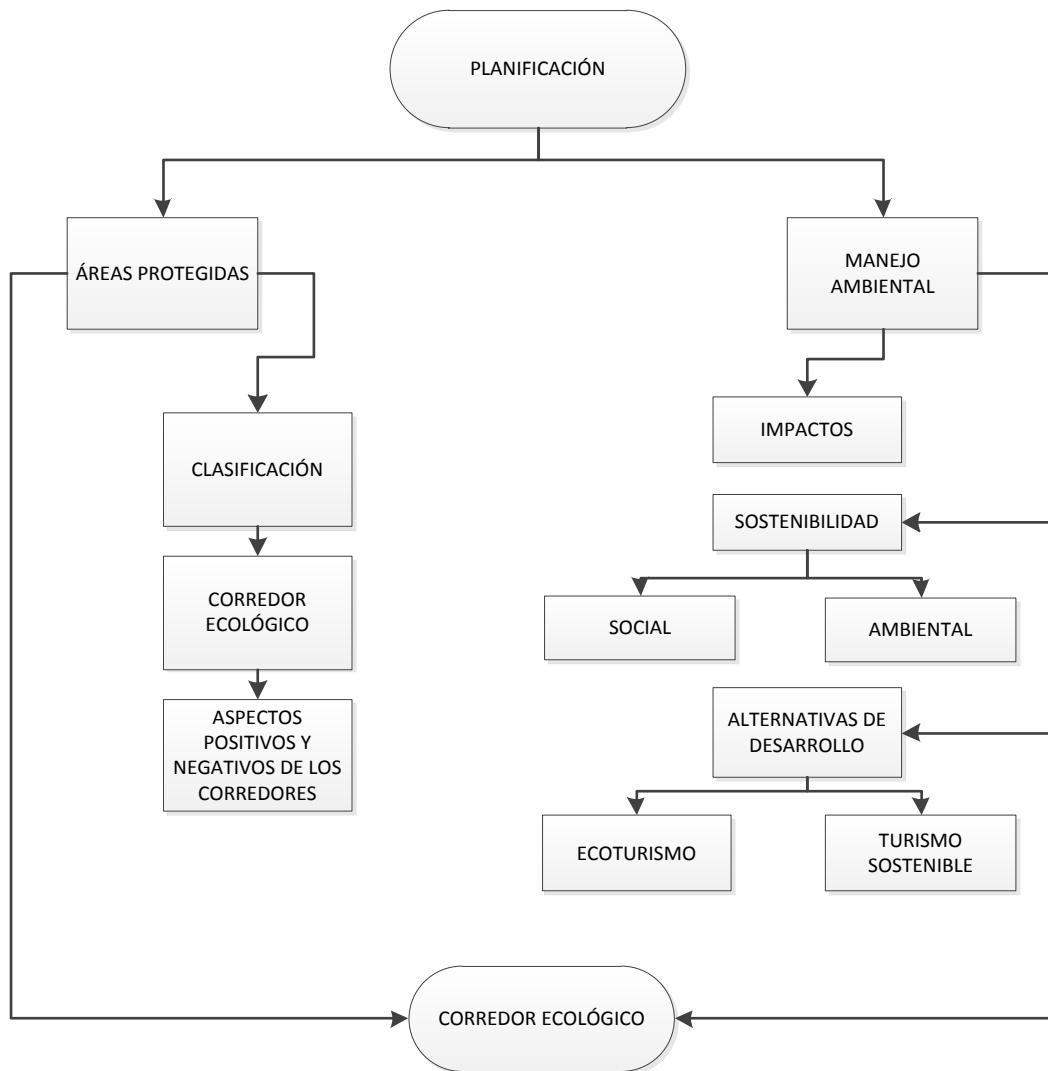 PLANIFICACIÓN
ÁREAS PROTEGIDAS
MANEJO
AMBIENTAL
CLASIFICACIÓN
IMPACTOS
SOSTENIBILIDAD
CORREDOR
ECOLÓGICO
SOCIAL
AMBIENTAL
ASPECTOS
POSITIVOS Y
NEGATIVOS DE LOS
CORREDORES
ALTERNATIVAS DE
DESARROLLO
ECOTURISMO
TURISMO
SOSTENIBLE
CORREDOR ECOLÓGICO